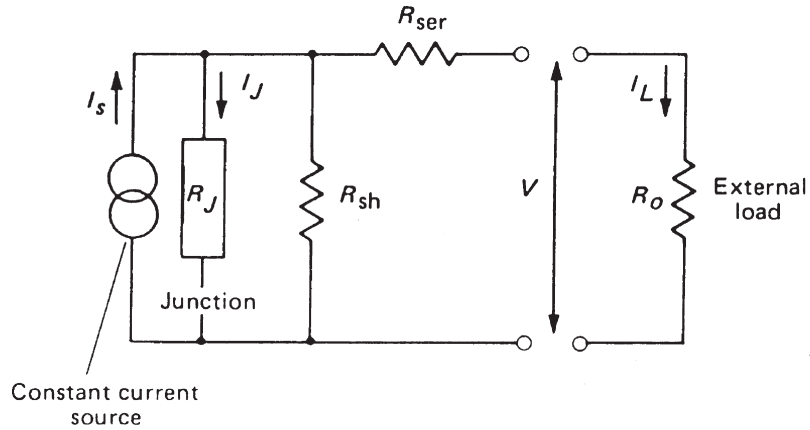 R_ser
I_s
I_J
I_L
R_J
R_sh
V
R_o
External
load
Junction
Constant current
source